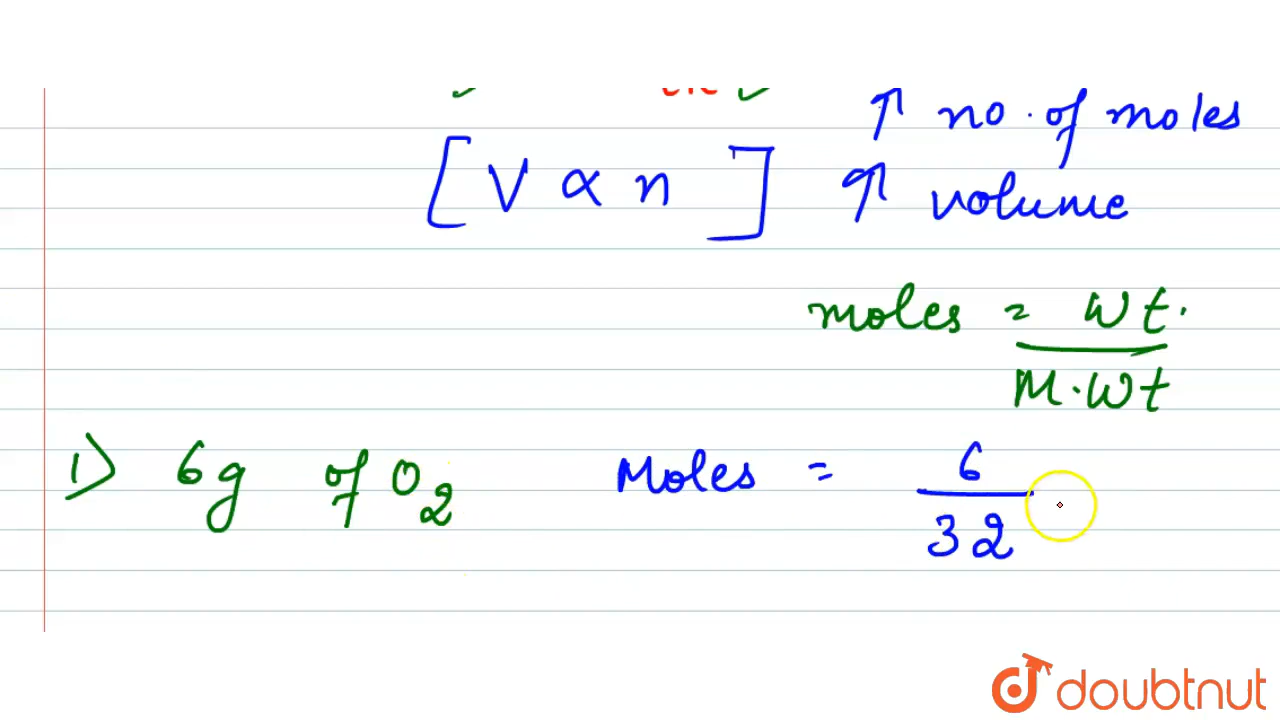 ↑ no. of moles
[V ∝ n] ↑ volume
moles = Wt.
M.Wt
1) 6g of O2 Moles = 6
32
doubtnut